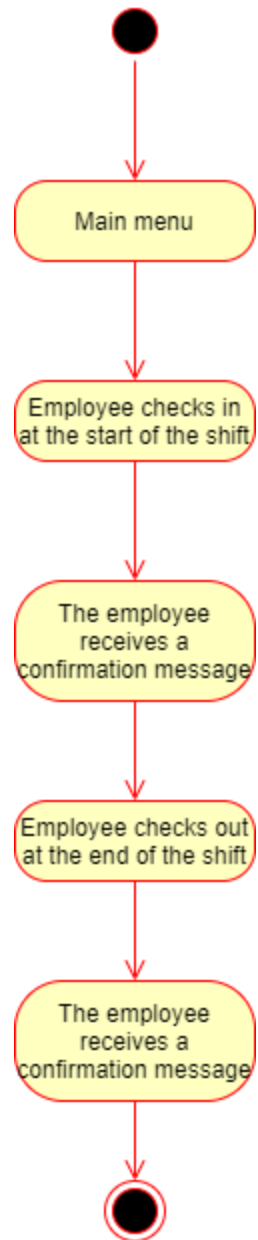 Main menu
Employee checks in
at the start of the shift
The employee
receives a
confirmation message
Employee checks out
at the end of the shift
The employee
receives a
confirmation message